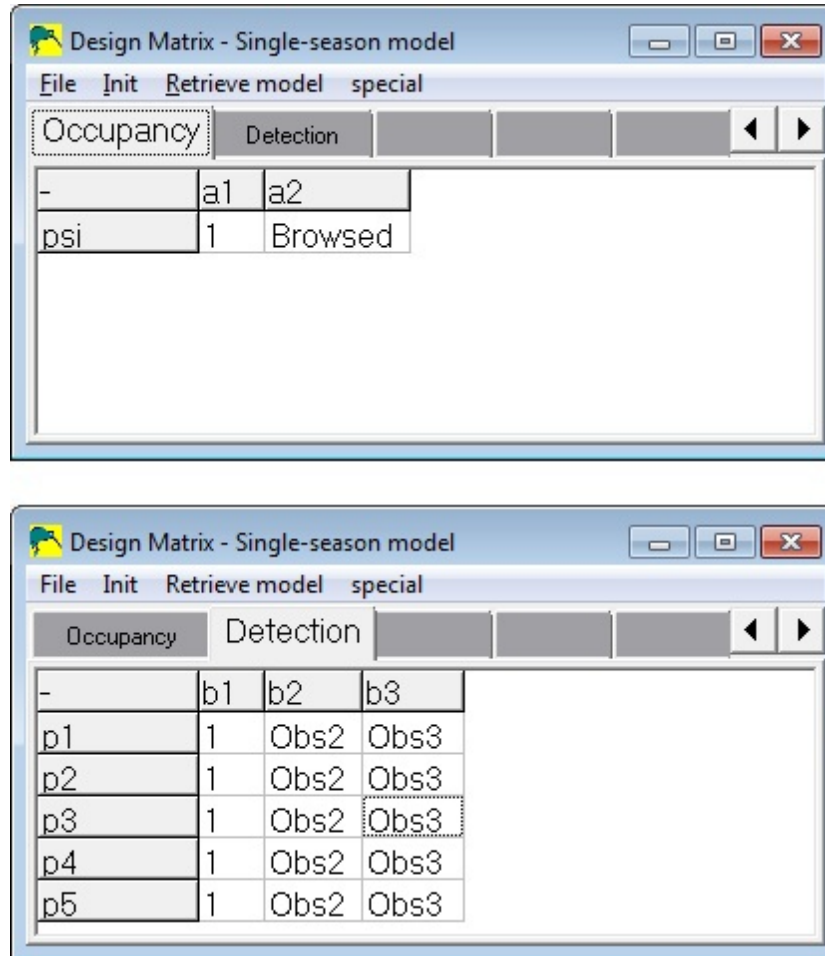 Design Matrix - Single-season model
File Init Retrieve model special
Occupancy Detection
- a1 a2
psi 1 Browsed
Design Matrix - Single-season model
File Init Retrieve model special
Occupancy Detection
- b1 b2 b3
p1 1 Obs2 Obs3
p2 1 Obs2 Obs3
p3 1 Obs2 Obs3
p4 1 Obs2 Obs3
p5 1 Obs2 Obs3